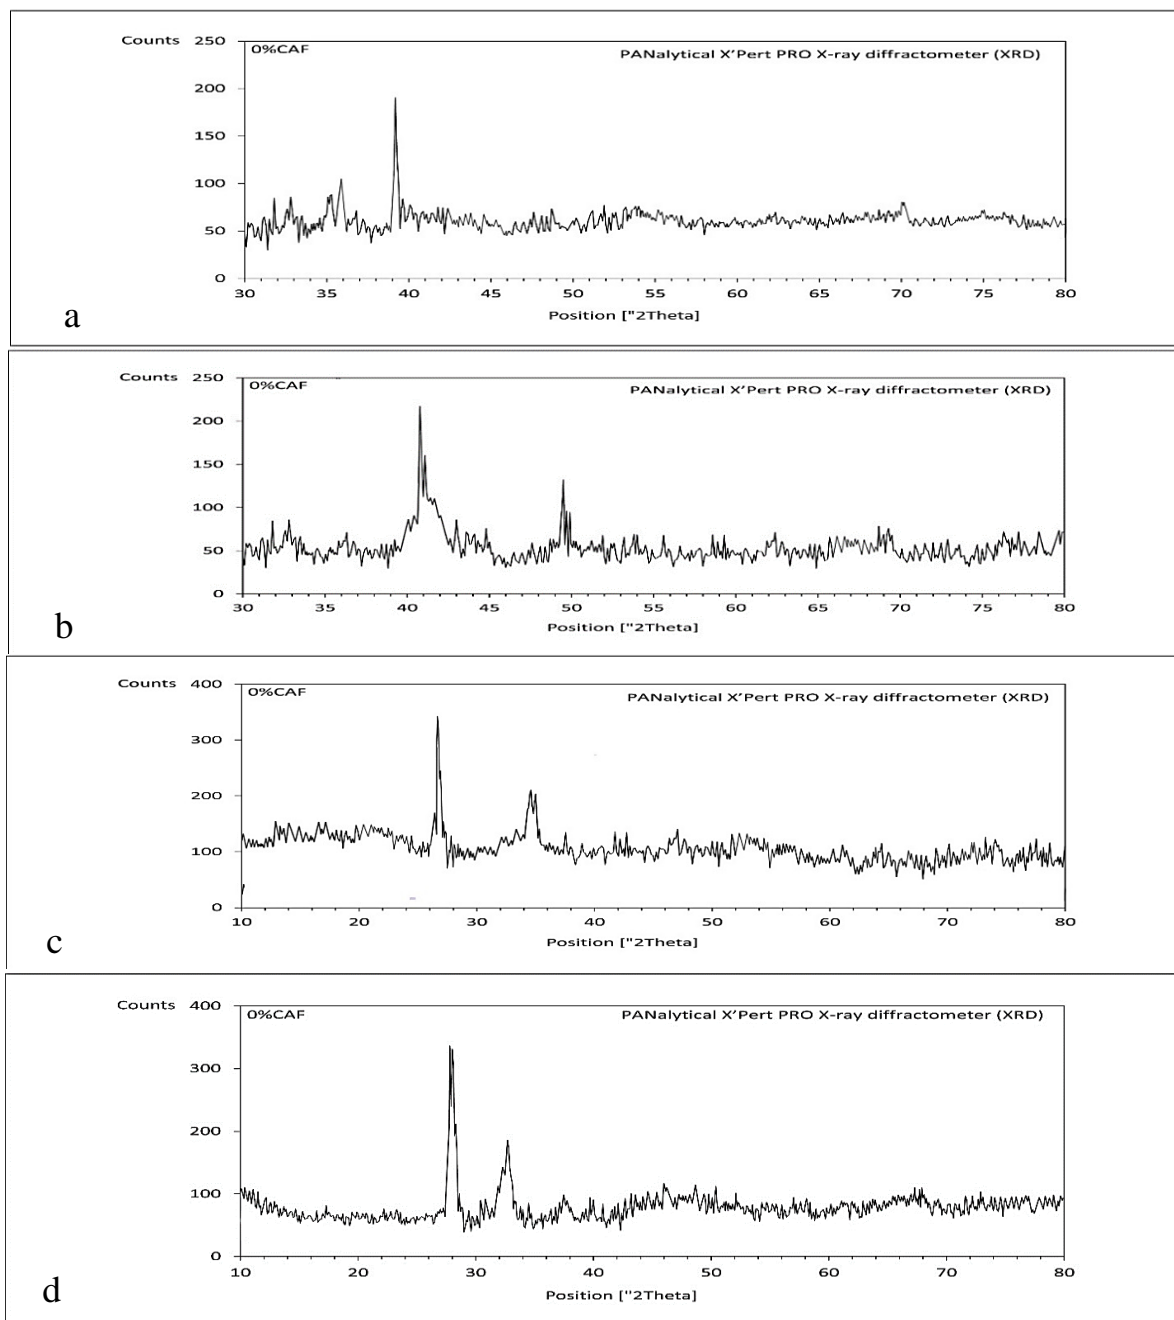 Counts 250
0%CAF PANalytical X'Pert PRO X-ray diffractometer (XRD)
200
150
100
50
0
30 35 40 45 50 55 60 65 70 75 80
Position ["2Theta]
a
Counts 250
0%CAF PANalytical X'Pert PRO X-ray diffractometer (XRD)
200
150
100
50
0
30 35 40 45 50 55 60 65 70 75 80
Position ["2Theta]
b
Counts 400
0%CAF PANalytical X'Pert PRO X-ray diffractometer (XRD)
300
200
100
0
10 20 30 40 50 60 70 80
Position ["2Theta]
c
Counts 400
0%CAF PANalytical X'Pert PRO X-ray diffractometer (XRD)
300
200
100
0
10 20 30 40 50 60 70 80
Position ["2Theta]
d